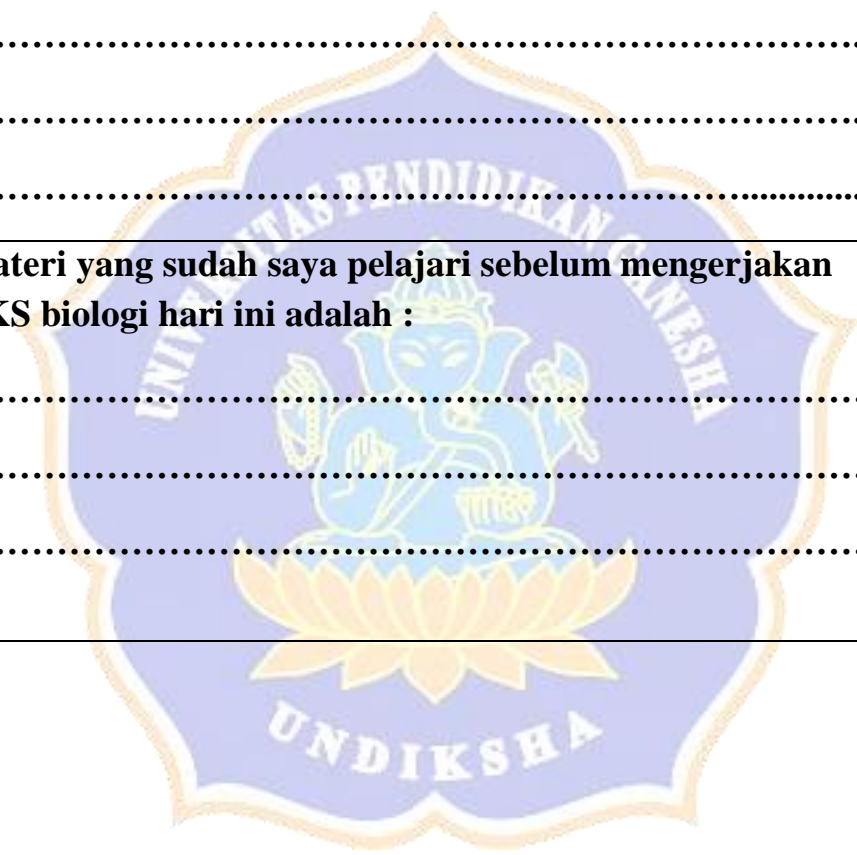 ……………………………………………………………
……………………………………………………………
……………………………………………………..............
UNIVERSITAS PENDIDIKAN GANESHA
ateri yang sudah saya pelajari sebelum mengerjakan
KS biologi hari ini adalah :
……………………………………………………………
……………………………………………………………
……………………………………………………………
UNDIKSHA